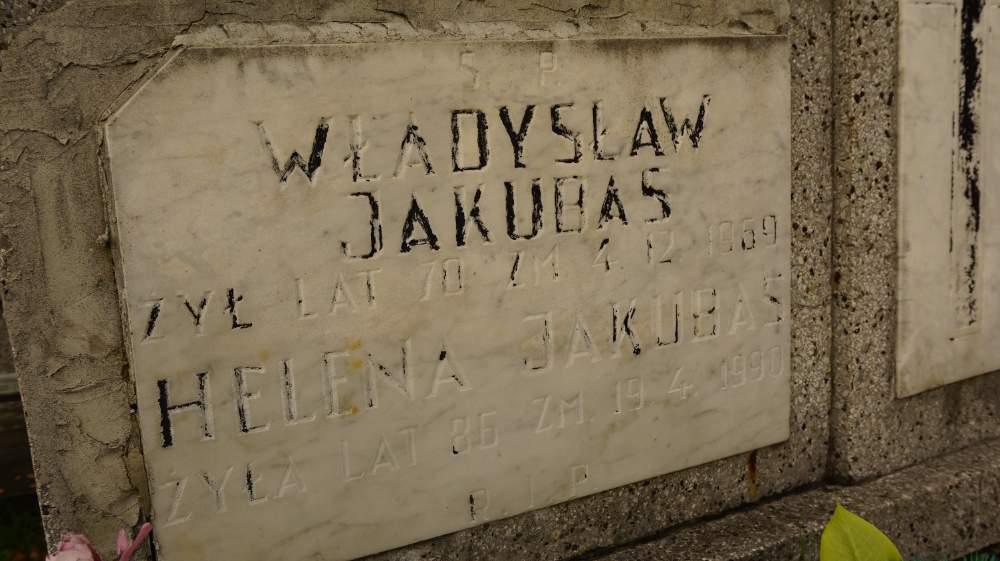 Ś P
WŁADYSŁAW
JAKUBAS
ŻYŁ LAT 70 ZM 4. 12 1969
HELENA JAKUBAS
ŻYŁA LAT 86 ZM. 19. 4. 1990
R I P